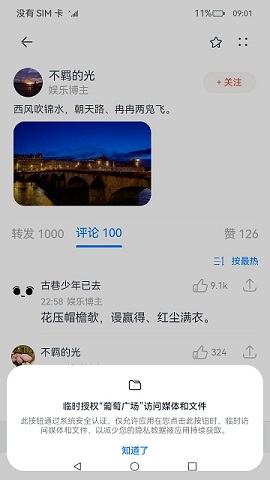 没有 SIM 卡 11% 09:01
不羁的光
娱乐博主
+ 关注
西风吹锦水，朝天路、冉冉两凫飞。
转发 1000 评论 100 赞 126
按最热
古巷少年已去 9.1k
22:58 娱乐博主
花压帽檐欹，谩赢得、红尘满衣。
不羁的光 324
临时授权“葡萄广场”访问媒体和文件
此按钮通过系统安全认证，仅允许应用在您点击此按钮时，临时访
问媒体和文件，以减少您的隐私数据被应用持续获取。
知道了